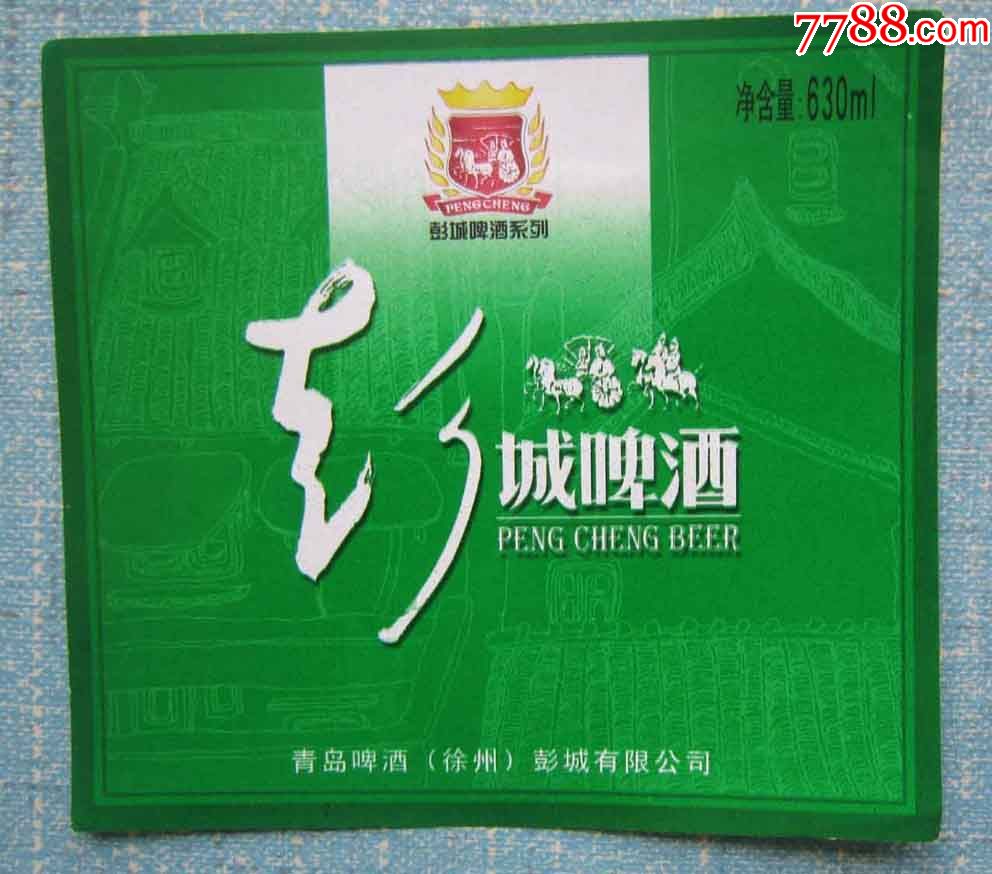 7788.com
净含量:630ml
PENG CHENG
彭城啤酒系列
彭城啤酒
PENG CHENG BEER
青岛啤酒（徐州）彭城有限公司